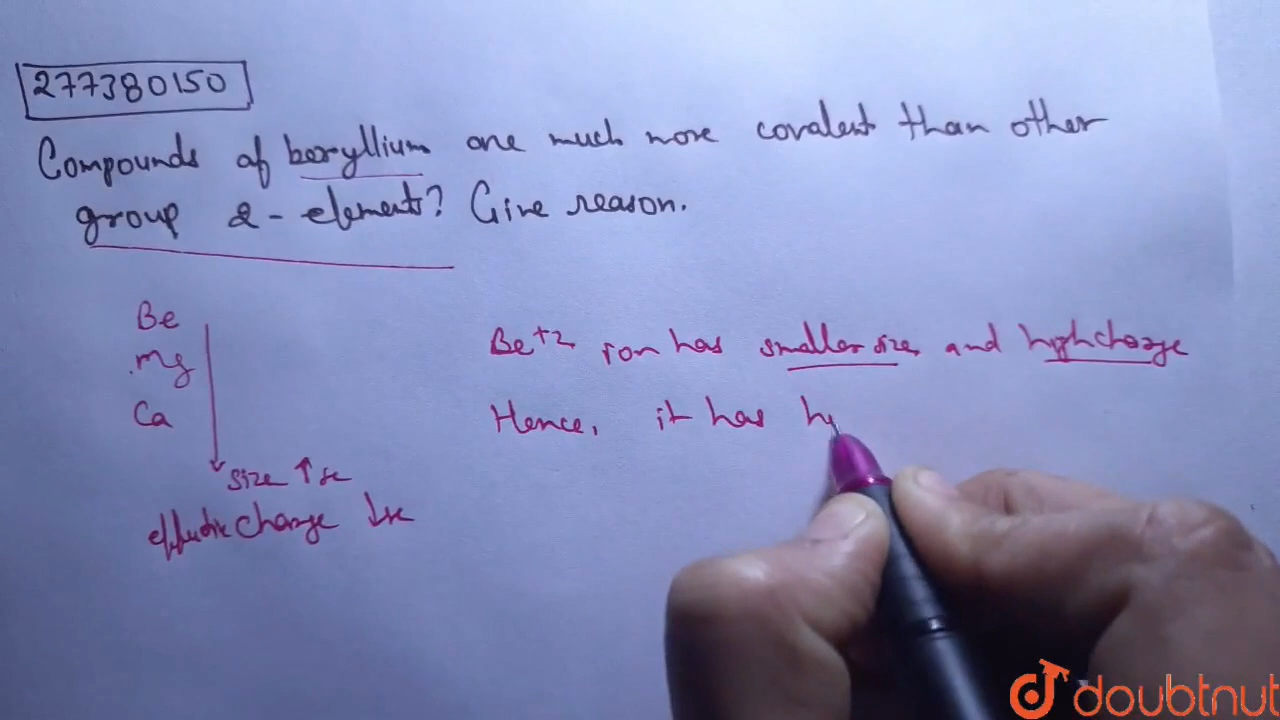 277380150
Compounds of beryllium are much more covalent than other
group 2- elements? Give reason.
Be
Mg
Ca
size ↑se
effective charge ↓se
Be+2 ion has smaller size and high charge
Hence, it has h
doubtnut